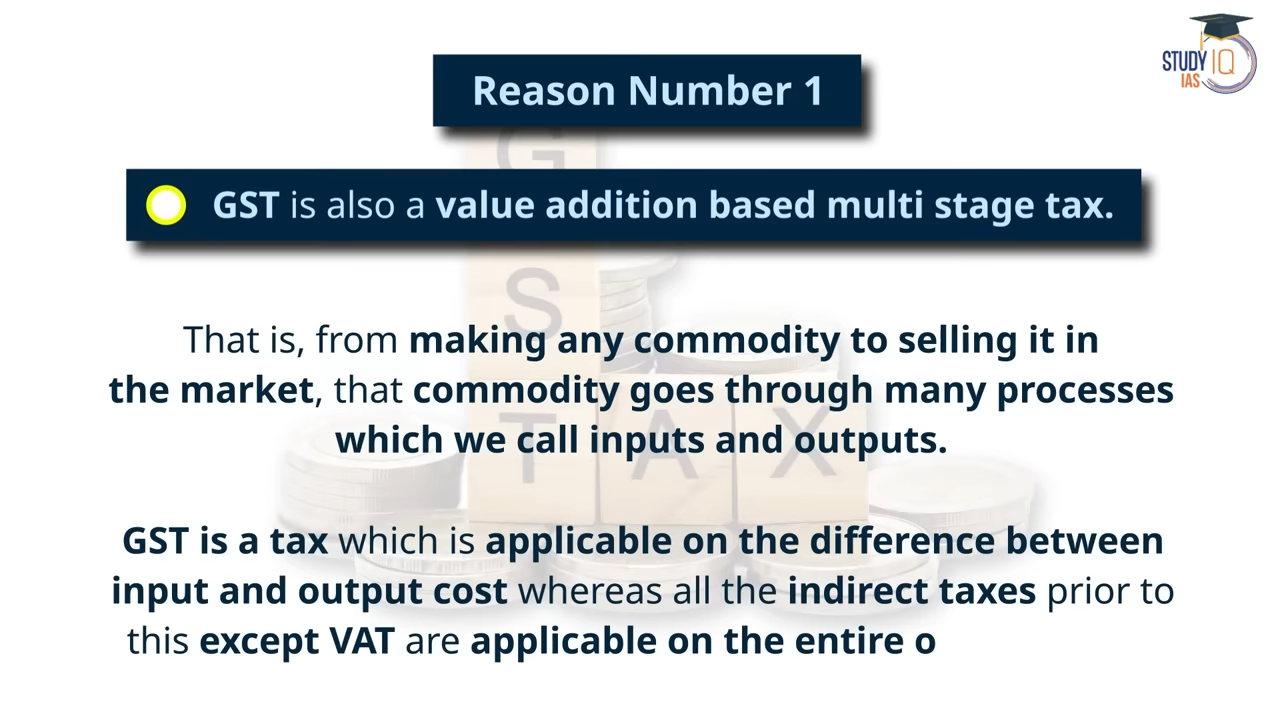 STUDY IQ
IAS
Reason Number 1
GST is also a value addition based multi stage tax.
That is, from making any commodity to selling it in
the market, that commodity goes through many processes
which we call inputs and outputs.
GST is a tax which is applicable on the difference between
input and output cost whereas all the indirect taxes prior to
this except VAT are applicable on the entire o
G
S
T A X